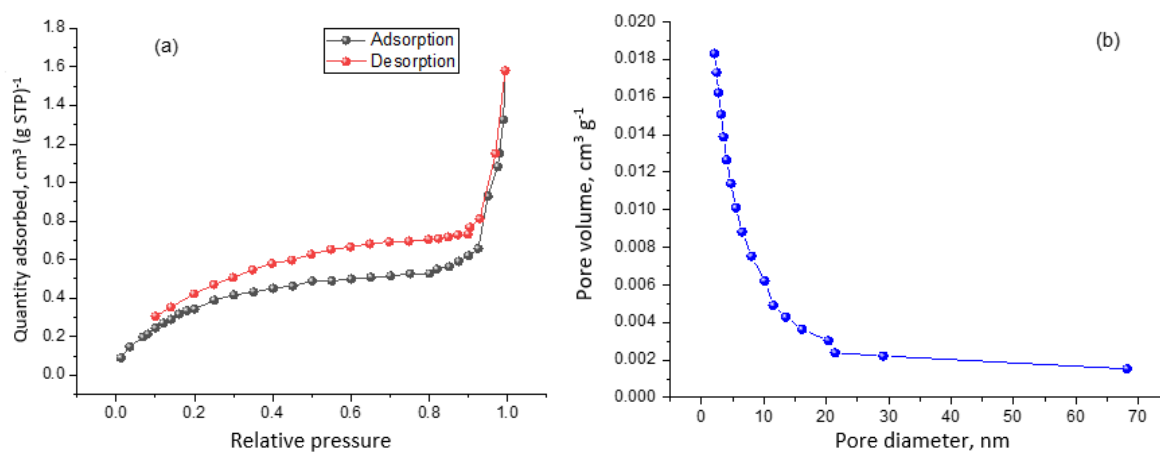 (a)
Adsorption
Desorption
Quantity adsorbed, cm³ (g STP)⁻¹
1.8
1.6
1.4
1.2
1.0
0.8
0.6
0.4
0.2
0.0
0.0 0.2 0.4 0.6 0.8 1.0
Relative pressure
(b)
Pore volume, cm³ g⁻¹
0.020
0.018
0.016
0.014
0.012
0.010
0.008
0.006
0.004
0.002
0.000
0 10 20 30 40 50 60 70
Pore diameter, nm